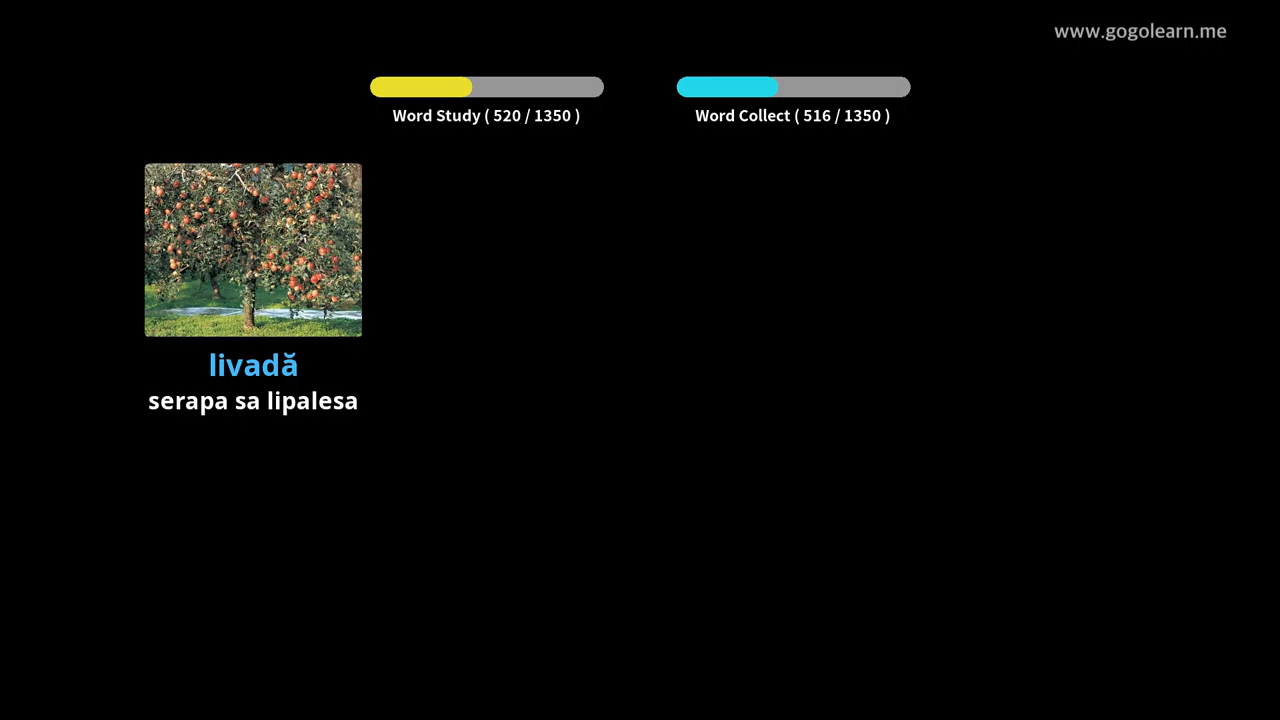 www.gogolearn.me
Word Study ( 520 / 1350 )
Word Collect ( 516 / 1350 )
livadă
serapa sa lipalesa